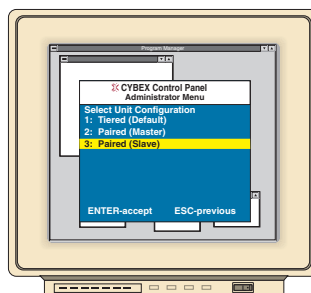 Program Manager
CYBEX Control Panel
Administrator Menu
Select Unit Configuration
1: Tiered (Default)
2: Paired (Master)
3: Paired (Slave)
ENTER-accept ESC-previous